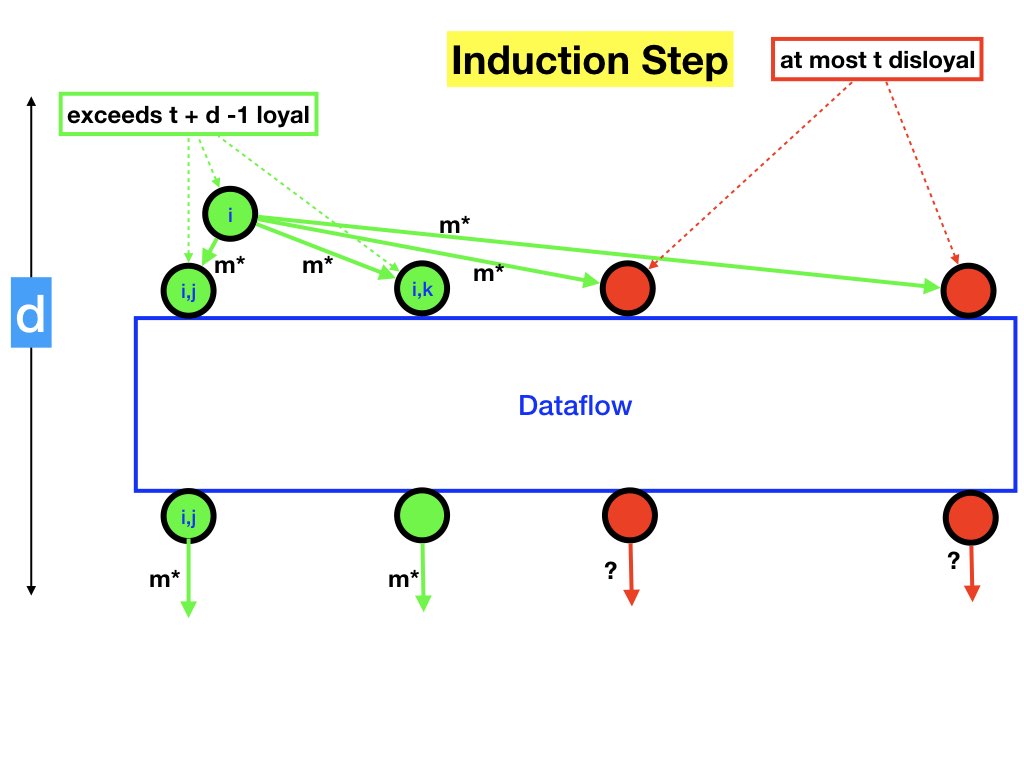 Induction Step
at most t disloyal
exceeds t + d -1 loyal
i
m*
m*
m*
m*
i,j
i,k
d
Dataflow
i,j
m*
m*
?
?